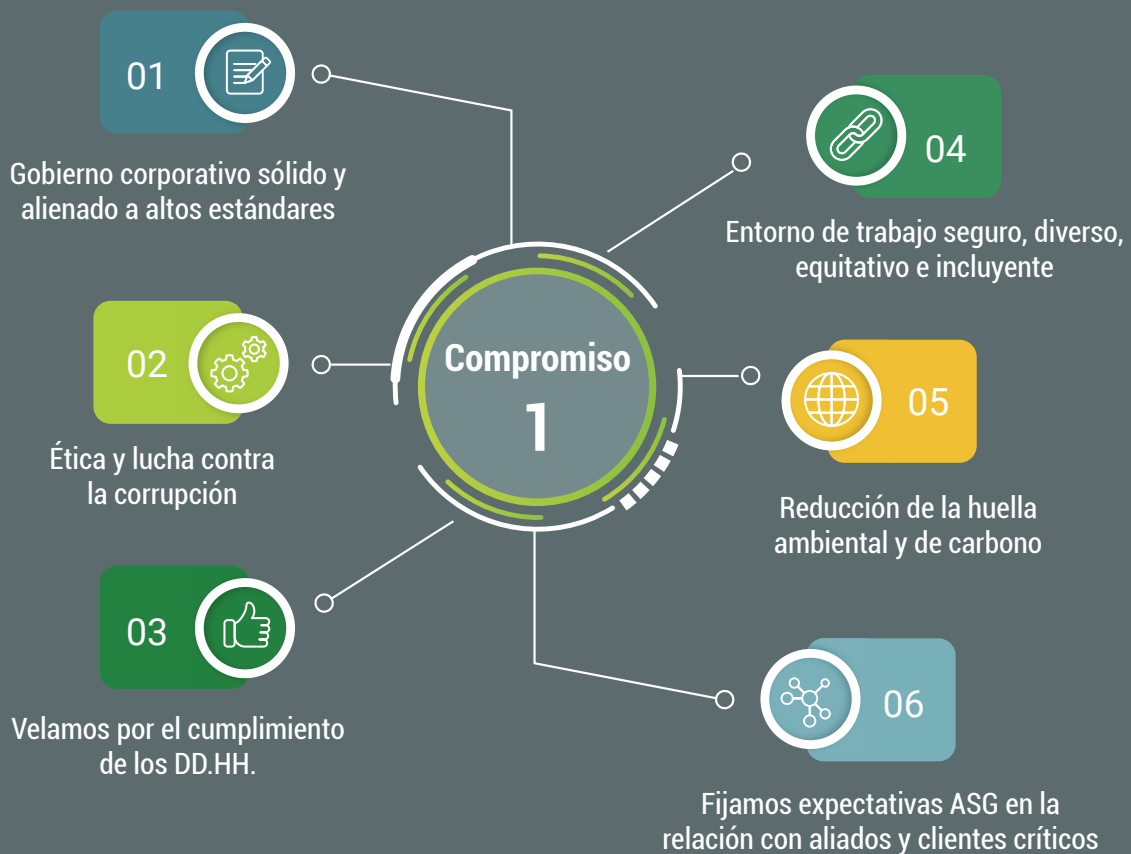 01
Gobierno corporativo sólido y
alienado a altos estándares
02
Ética y lucha contra
la corrupción
03
Velamos por el cumplimiento
de los DD.HH.
Compromiso
1
04
Entorno de trabajo seguro, diverso,
equitativo e incluyente
05
Reducción de la huella
ambiental y de carbono
06
Fijamos expectativas ASG en la
relación con aliados y clientes críticos